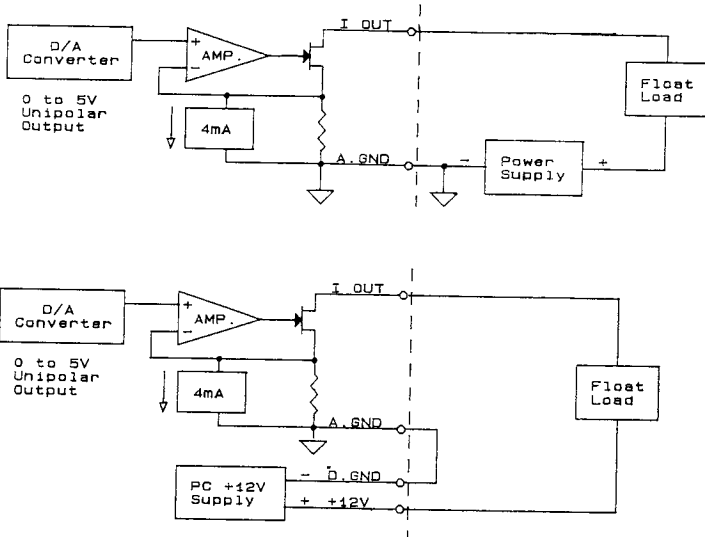 I OUT
D/A
Converter
+
AMP.
−
0 to 5V
Unipolar
Output
4mA
Float
Load
A.GND
−
Power
Supply
+
I OUT
D/A
Converter
+
AMP.
−
0 to 5V
Unipolar
Output
4mA
Float
Load
A.GND
PC +12V
Supply
− D.GND
+ +12V